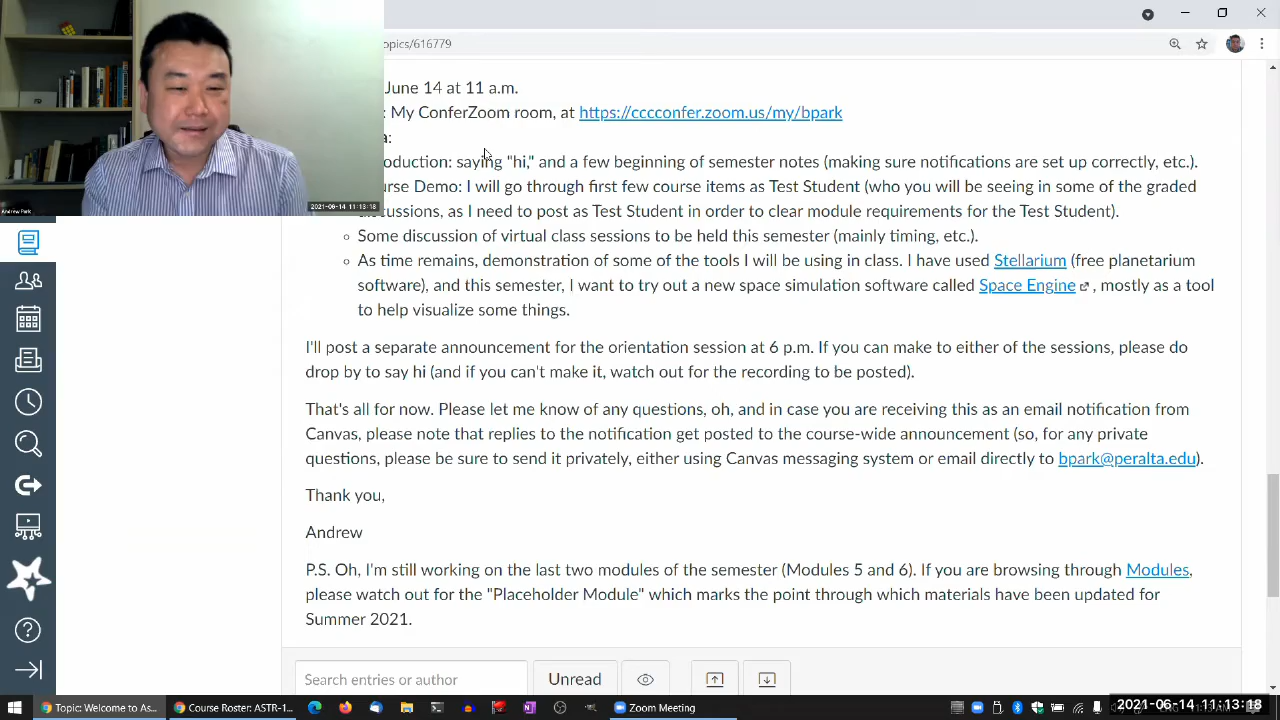 opics/616779
June 14 at 11 a.m.
: My ConferZoom room, at https://cccconfer.zoom.us/my/bpark
a:
oduction: saying "hi," and a few beginning of semester notes (making sure notifications are set up correctly, etc.).
urse Demo: I will go through first few course items as Test Student (who you will be seeing in some of the graded
discussions, as I need to post as Test Student in order to clear module requirements for the Test Student).
Some discussion of virtual class sessions to be held this semester (mainly timing, etc.).
As time remains, demonstration of some of the tools I will be using in class. I have used Stellarium (free planetarium
software), and this semester, I want to try out a new space simulation software called Space Engine , mostly as a tool
to help visualize some things.
I'll post a separate announcement for the orientation session at 6 p.m. If you can make to either of the sessions, please do
drop by to say hi (and if you can't make it, watch out for the recording to be posted).
That's all for now. Please let me know of any questions, oh, and in case you are receiving this as an email notification from
Canvas, please note that replies to the notification get posted to the course-wide announcement (so, for any private
questions, please be sure to send it privately, either using Canvas messaging system or email directly to bpark@peralta.edu).
Thank you,
Andrew
P.S. Oh, I'm still working on the last two modules of the semester (Modules 5 and 6). If you are browsing through Modules,
please watch out for the "Placeholder Module" which marks the point through which materials have been updated for
Summer 2021.
Search entries or author
Unread
Andrew Park
2021-06-14 11:13:18
Topic: Welcome to As...
Course Roster: ASTR-1...
Zoom Meeting
2021-06-14 11:13:18